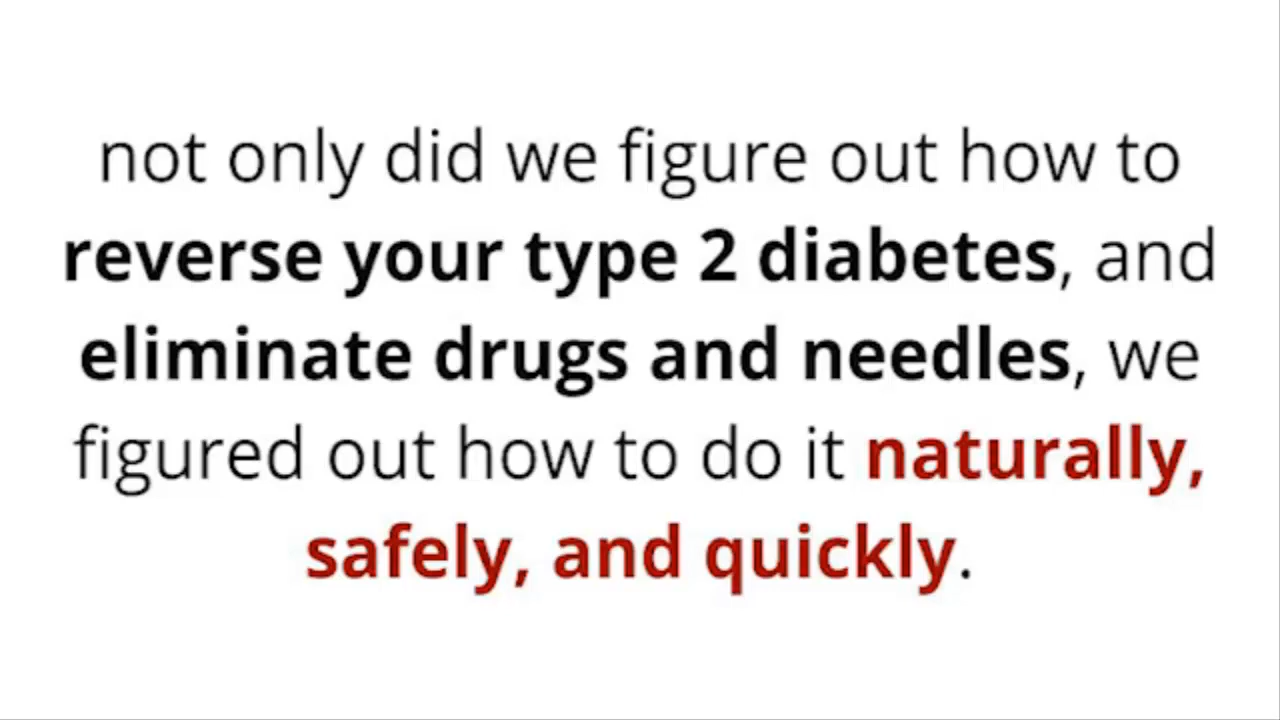 not only did we figure out how to
reverse your type 2 diabetes, and
eliminate drugs and needles, we
figured out how to do it naturally,
safely, and quickly.